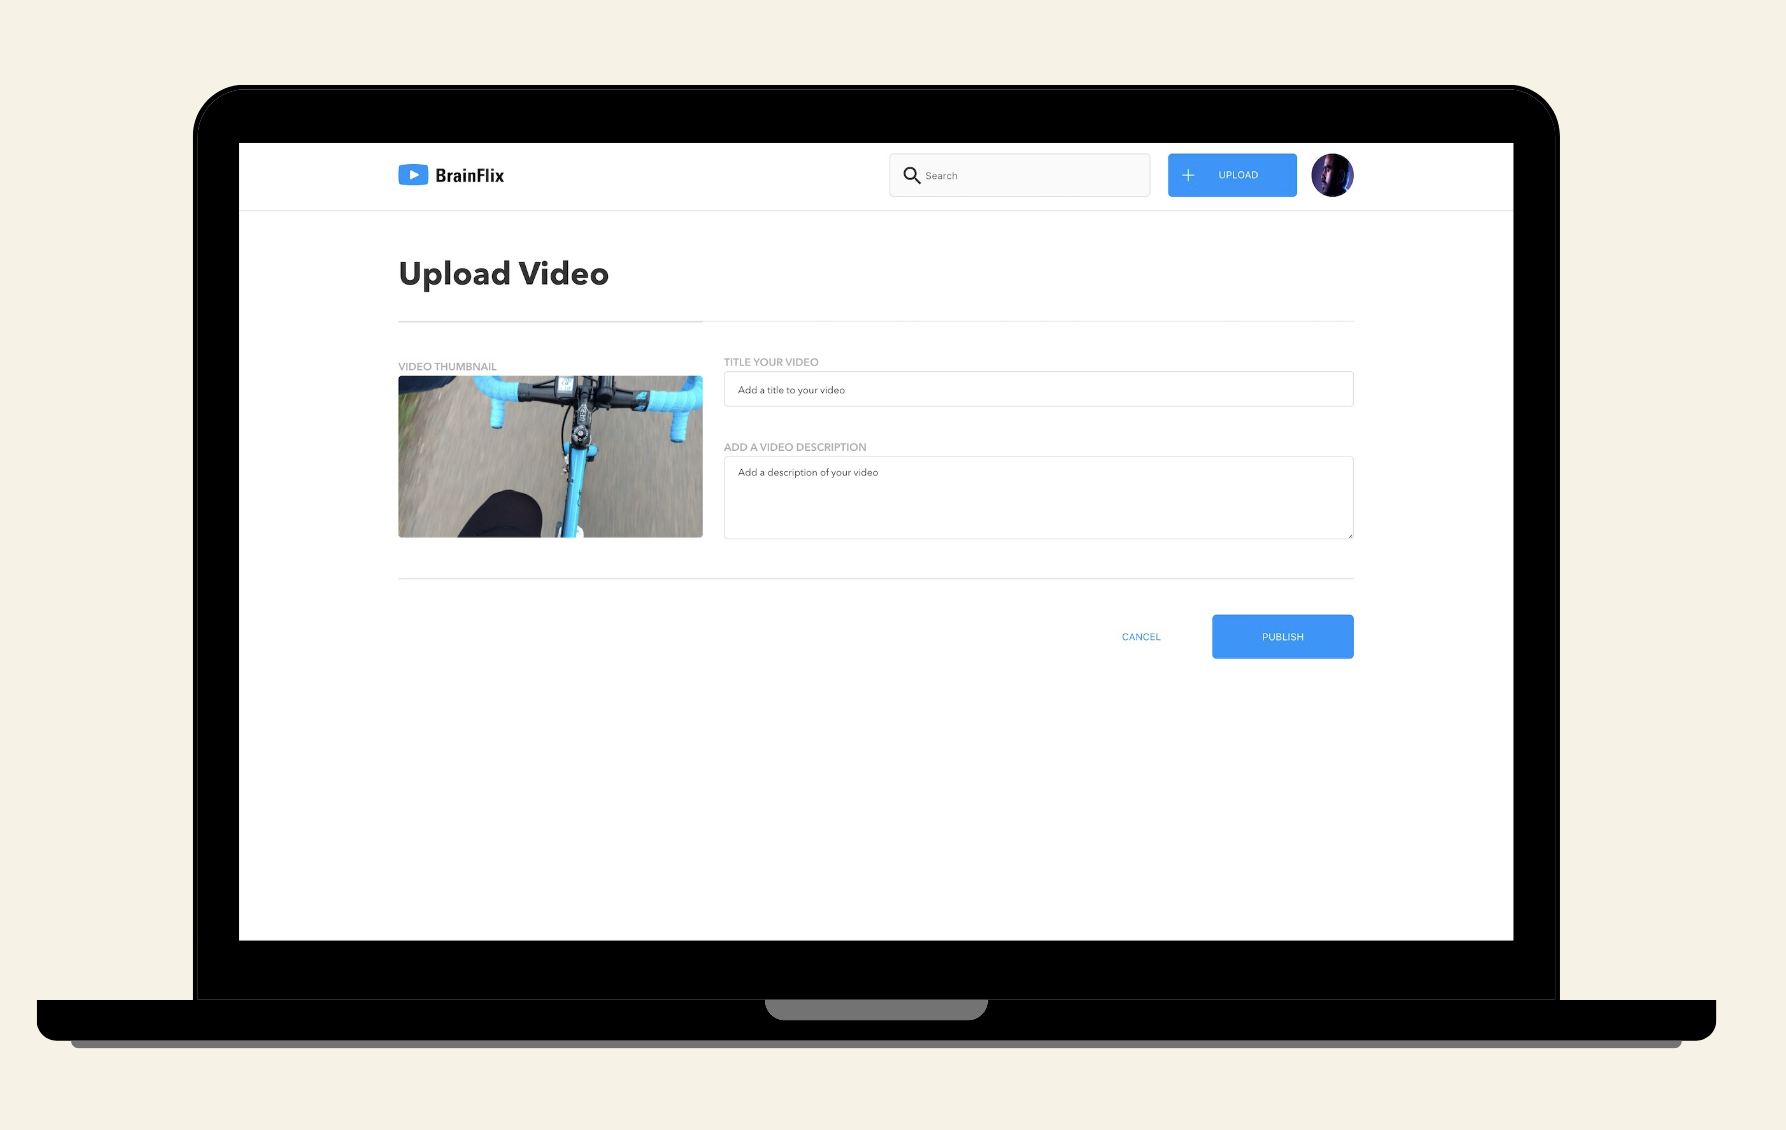 BrainFlix
Search
UPLOAD
Upload Video
VIDEO THUMBNAIL
TITLE YOUR VIDEO
Add a title to your video
ADD A VIDEO DESCRIPTION
Add a description of your video
CANCEL
PUBLISH